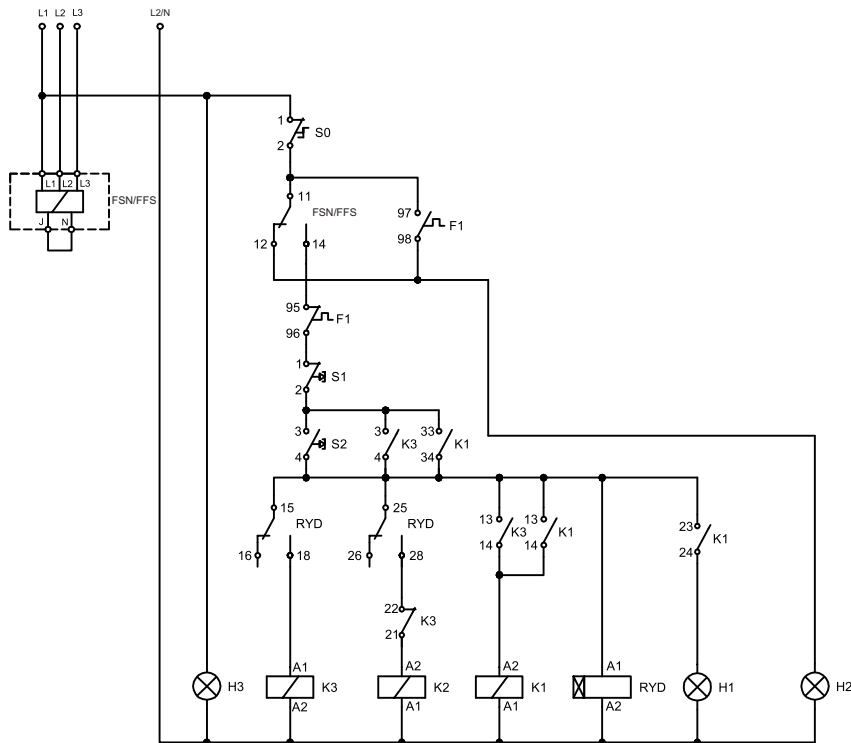 L1 L2 L3 L2/N
1
S0
2
L1 L2 L3
FSN/FFS
J N
11
FSN/FFS
12 14
97
F1
98
95
F1
96
1
S1
2
3 3 33
S2 K3 K1
4 4 34
15 25
RYD RYD
16 18 26 28
13 13
K3 K1
14 14
23
K1
24
22
K3
21
A1 A2 A2 A1
H3 K3 K2 K1 RYD H1 H2
A2 A1 A1 A2